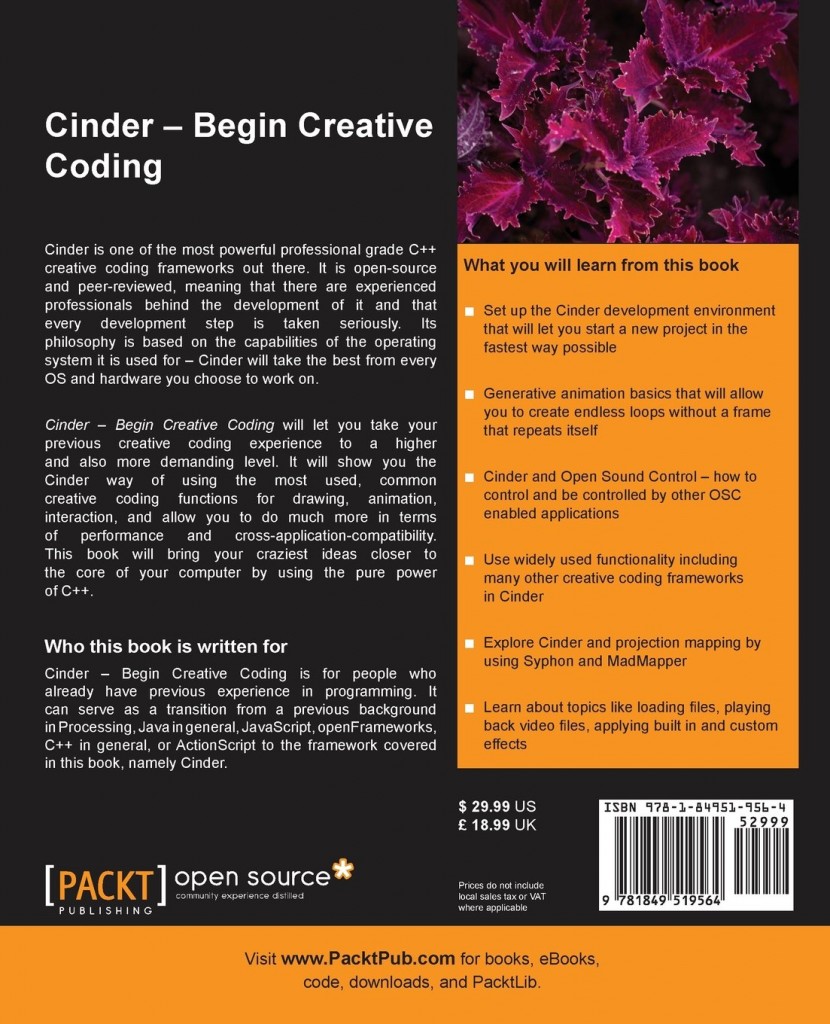 Cinder – Begin Creative
Coding
Cinder is one of the most powerful professional grade C++
creative coding frameworks out there. It is open-source
and peer-reviewed, meaning that there are experienced
professionals behind the development of it and that
every development step is taken seriously. Its
philosophy is based on the capabilities of the operating
system it is used for – Cinder will take the best from every
OS and hardware you choose to work on.
Cinder – Begin Creative Coding will let you take your
previous creative coding experience to a higher
and also more demanding level. It will show you the
Cinder way of using the most used, common
creative coding functions for drawing, animation,
interaction, and allow you to do much more in terms
of performance and cross-application-compatibility.
This book will bring your craziest ideas closer to
the core of your computer by using the pure power
of C++.
Who this book is written for
Cinder – Begin Creative Coding is for people who
already have previous experience in programming. It
can serve as a transition from a previous background
in Processing, Java in general, JavaScript, openFrameworks,
C++ in general, or ActionScript to the framework covered
in this book, namely Cinder.
What you will learn from this book
Set up the Cinder development environment
that will let you start a new project in the
fastest way possible
Generative animation basics that will allow
you to create endless loops without a frame
that repeats itself
Cinder and Open Sound Control – how to
control and be controlled by other OSC
enabled applications
Use widely used functionality including
many other creative coding frameworks
in Cinder
Explore Cinder and projection mapping by
using Syphon and MadMapper
Learn about topics like loading files, playing
back video files, applying built in and custom
effects
$ 29.99 US
£ 18.99 UK
Prices do not include
local sales tax or VAT
where applicable
ISBN 978-1-84951-956-4
52999
9 781849 519564
[PACKT]
PUBLISHING
open source*
community experience distilled
Visit www.PacktPub.com for books, eBooks,
code, downloads, and PacktLib.